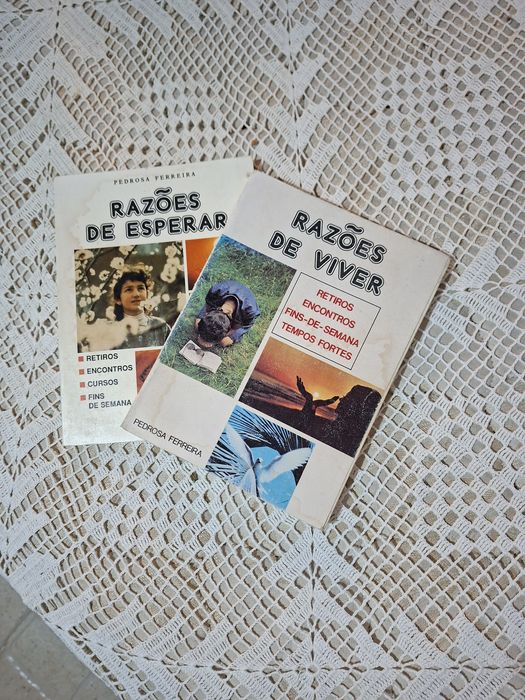 PEDROSA FERREIRA
RAZÕES
DE ESPERAR
RETIROS
ENCONTROS
CURSOS
FINS
DE SEMANA
RAZÕES
DE VIVER
RETIROS
ENCONTROS
FINS-DE-SEMANA
TEMPOS FORTES
PEDROSA FERREIRA